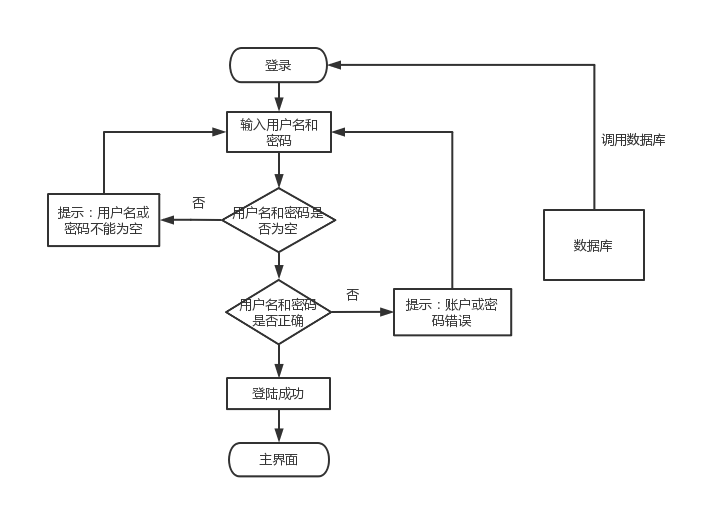 登录
输入用户名和
密码
调用数据库
否
提示：用户名或
密码不能为空
用户名和密码是
否为空
数据库
用户名和密码
是否正确
否
提示：账户或密
码错误
登陆成功
主界面